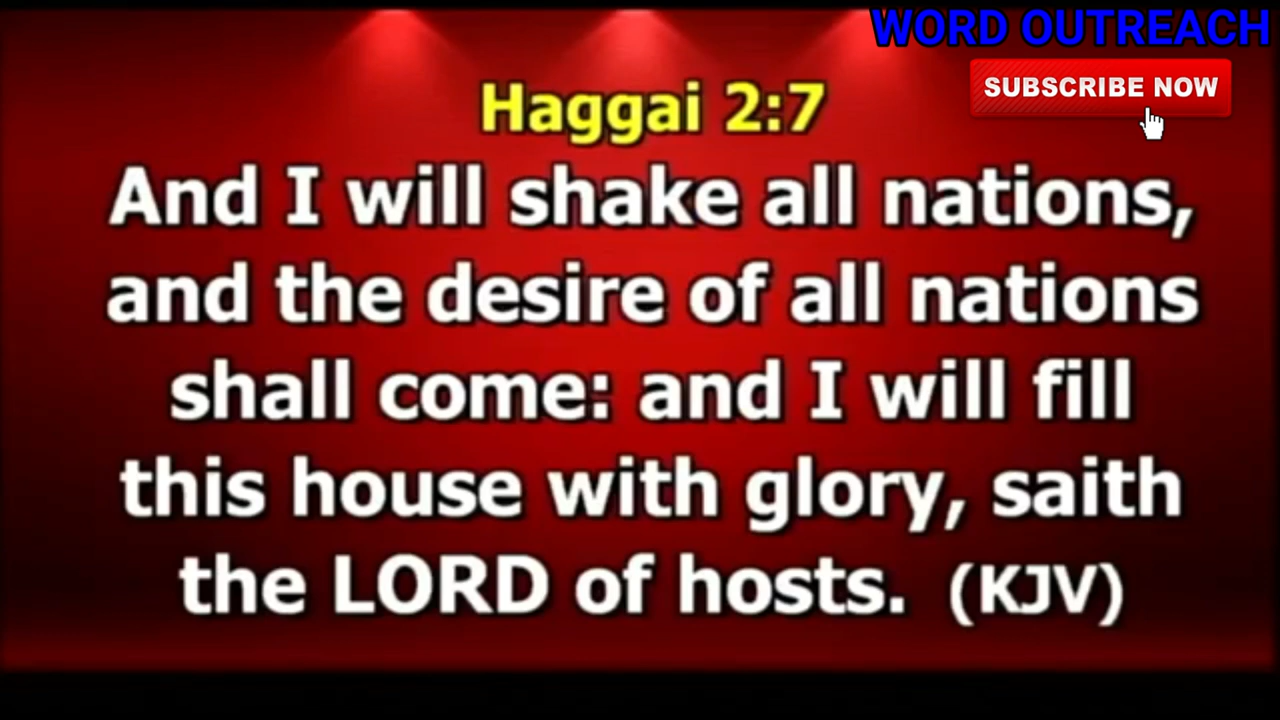 WORD OUTREACH
SUBSCRIBE NOW
Haggai 2:7
And I will shake all nations,
and the desire of all nations
shall come: and I will fill
this house with glory, saith
the LORD of hosts. (KJV)